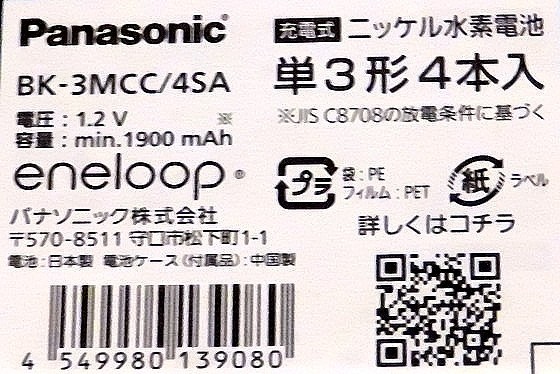 Panasonic
BK-3MCC/4SA
電圧：1.2 V ※
容量：min.1900 mAh
eneloop®
パナソニック株式会社
〒570-8511 守口市松下町1-1
電池：日本製 電池ケース（付属品）：中国製
4 549980 139080
充電式 ニッケル水素電池
単3形 4本入
※JIS C8708の放電条件に基づく
プラ 袋：PE
フィルム：PET
紙 ラベル
詳しくはコチラ